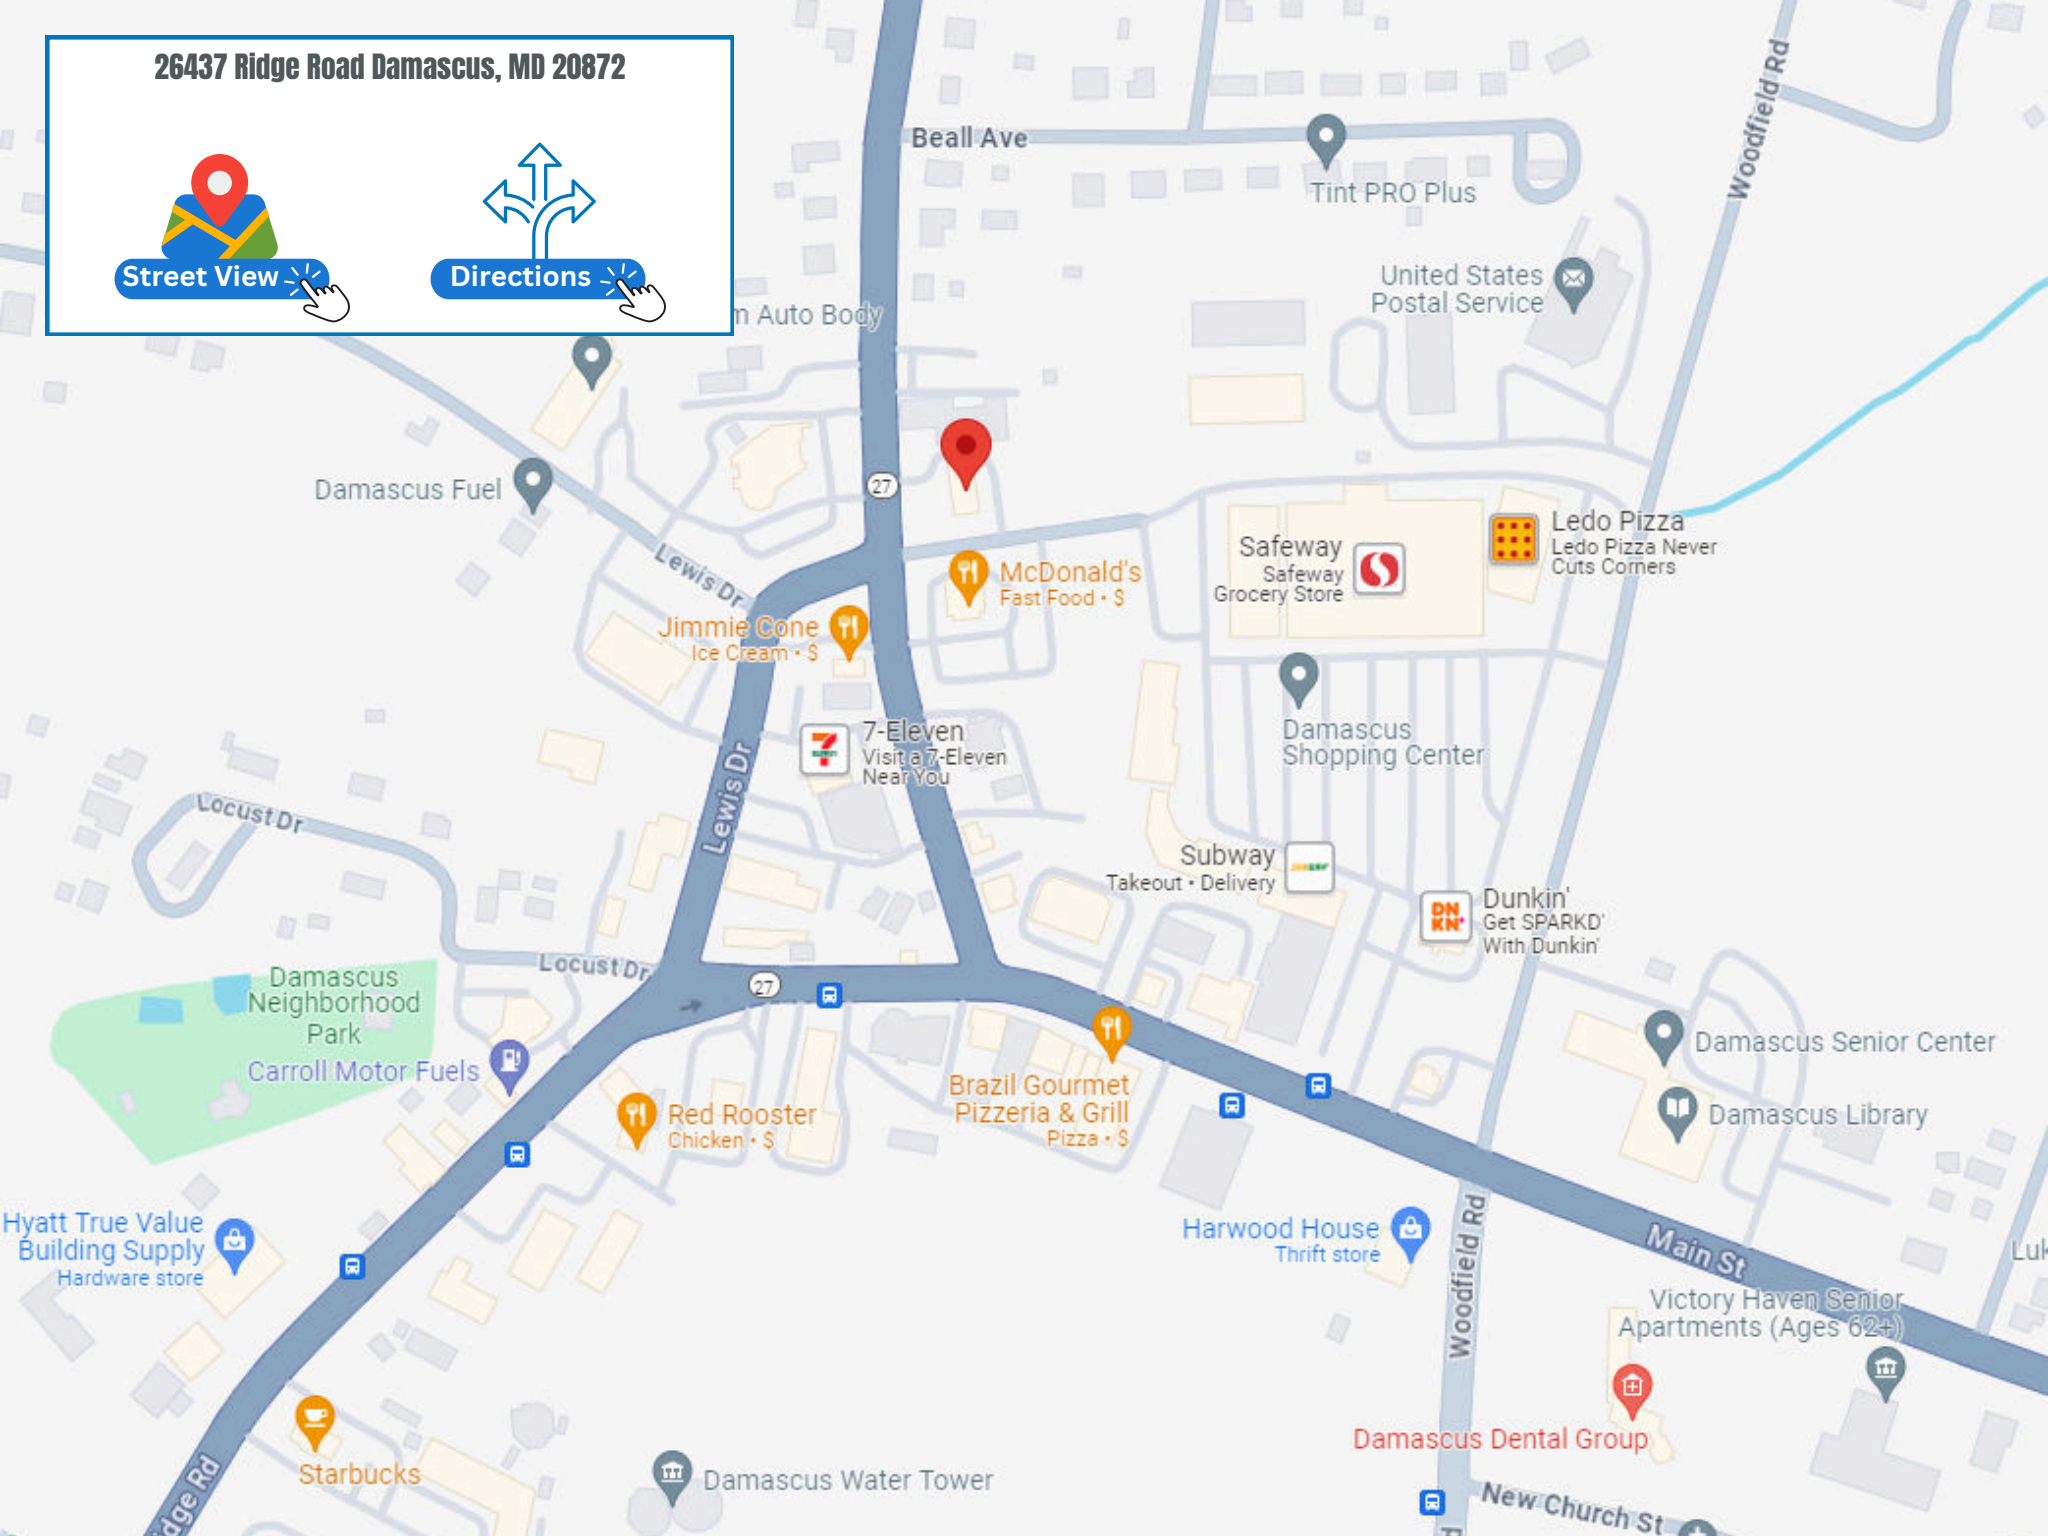 26437 Ridge Road Damascus, MD 20872
Street View
Directions
Beall Ave
Woodfield Rd
Tint PRO Plus
United States
Postal Service
m Auto Body
Damascus Fuel
27
Lewis Dr
McDonald's
Fast Food • $
Jimmie Cone
Ice Cream • $
Safeway
Safeway
Grocery Store
Ledo Pizza
Ledo Pizza Never
Cuts Corners
7-Eleven
Visit a 7-Eleven
Near You
Damascus
Shopping Center
Lewis Dr
Locust Dr
Subway
Takeout • Delivery
DN
KN'
Dunkin'
Get SPARKD'
With Dunkin'
Locust Dr
27
Damascus
Neighborhood
Park
Carroll Motor Fuels
Red Rooster
Chicken • $
Brazil Gourmet
Pizzeria & Grill
Pizza • $
Damascus Senior Center
Damascus Library
Hyatt True Value
Building Supply
Hardware store
Harwood House
Thrift store
Woodfield Rd
Main St
Luk
Victory Haven Senior
Apartments (Ages 62+)
Damascus Dental Group
Starbucks
idge Rd
Damascus Water Tower
New Church St